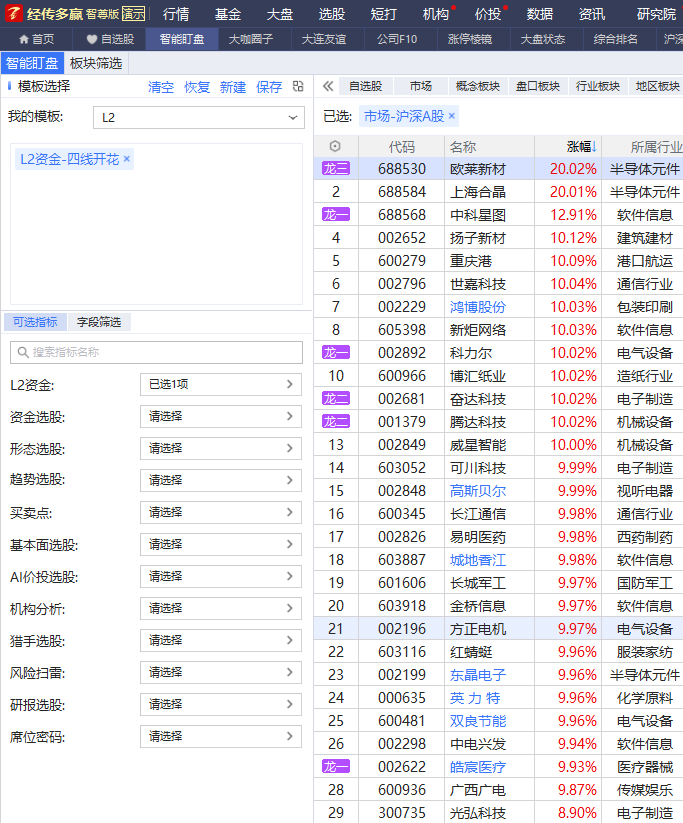 经传多赢 智尊版 演示 行情 基金 大盘 选股 短打 机构 价投 数据 资讯 研究院
首页 自选股 智能盯盘 大咖圈子 大连友谊 公司F10 涨停棱镜 大盘状态 综合排名 沪深
智能盯盘 板块筛选
模板选择 清空 恢复 新建 保存
我的模板: L2
L2资金-四线开花 ×
可选指标 字段筛选
搜索指标名称
L2资金: 已选1项
资金选股: 请选择
形态选股: 请选择
趋势选股: 请选择
买卖点: 请选择
基本面选股: 请选择
AI价投选股: 请选择
机构分析: 请选择
猎手选股: 请选择
风险扫雷: 请选择
研报选股: 请选择
席位密码: 请选择
自选股 市场 概念板块 盘口板块 行业板块 地区板块
已选: 市场-沪深A股 ×
代码 名称 涨幅↓ 所属行业
龙三 688530 欧莱新材 20.02% 半导体元件
2 688584 上海合晶 20.01% 半导体元件
龙一 688568 中科星图 12.91% 软件信息
4 002652 扬子新材 10.12% 建筑建材
5 600279 重庆港 10.09% 港口航运
6 002796 世嘉科技 10.04% 通信行业
7 002229 鸿博股份 10.03% 包装印刷
8 605398 新炬网络 10.03% 软件信息
龙一 002892 科力尔 10.02% 电气设备
10 600966 博汇纸业 10.02% 造纸行业
龙二 002681 奋达科技 10.02% 电子制造
龙二 001379 腾达科技 10.02% 机械设备
13 002849 威星智能 10.00% 机械设备
14 603052 可川科技 9.99% 电子制造
15 002848 高斯贝尔 9.99% 视听电器
16 600345 长江通信 9.98% 通信行业
17 002826 易明医药 9.98% 西药制药
18 603887 城地香江 9.98% 软件信息
19 601606 长城军工 9.97% 国防军工
20 603918 金桥信息 9.97% 软件信息
21 002196 方正电机 9.97% 电气设备
22 603116 红蜻蜓 9.96% 服装家纺
23 002199 东晶电子 9.96% 半导体元件
24 000635 英 力 特 9.96% 化学原料
25 600481 双良节能 9.96% 电气设备
26 002298 中电兴发 9.94% 软件信息
龙一 002622 皓宸医疗 9.93% 医疗器械
28 600936 广西广电 9.87% 传媒娱乐
29 300735 光弘科技 8.90% 电子制造